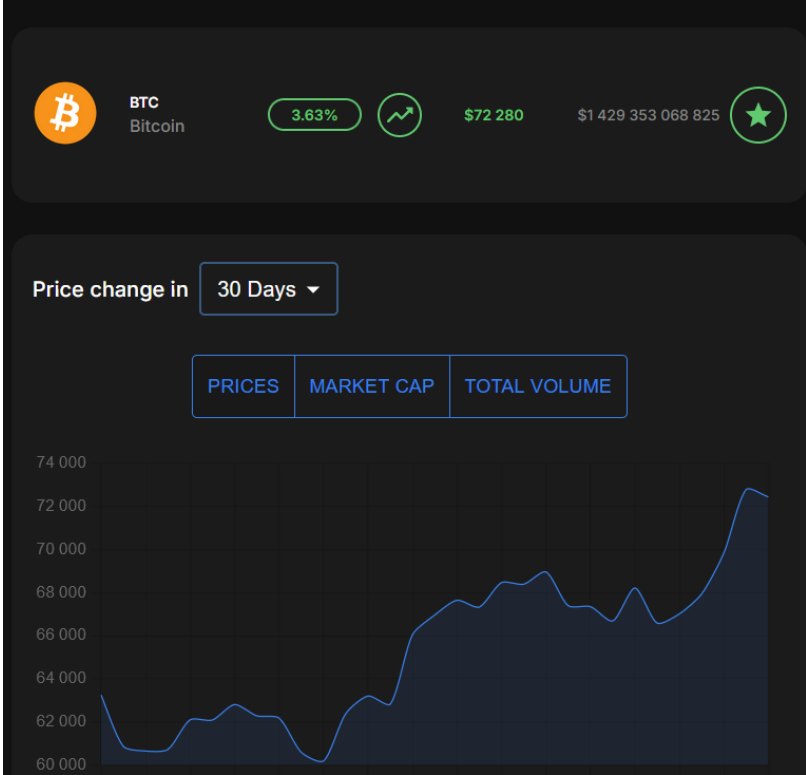 BTC
Bitcoin
3.63%
$72 280
$1 429 353 068 825
Price change in
30 Days
PRICES
MARKET CAP
TOTAL VOLUME
74 000
72 000
70 000
68 000
66 000
64 000
62 000
60 000